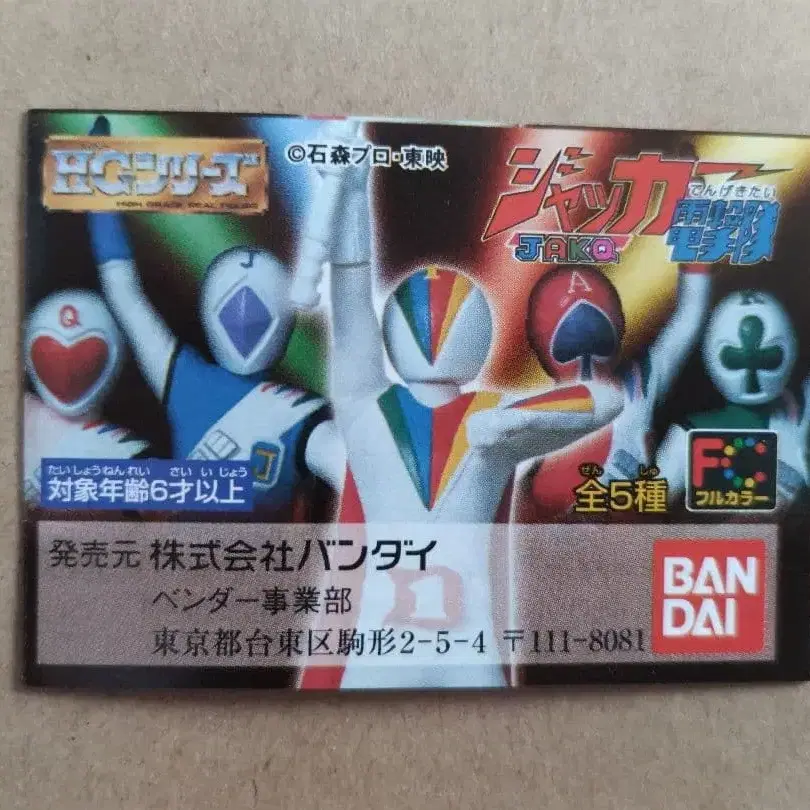 HGシリーズ
HIGH GRADE REAL FIGURE
©石森プロ・東映
ジャッカー
でんげきたい
電撃隊
JAKQ
Q
J
A
K
J
たいしょうねんれい さいいじょう
対象年齢6才以上
ぜん しゅ
全5種
FC
フルカラー
発売元 株式会社バンダイ
ベンダー事業部
東京都台東区駒形2-5-4 〒111-8081
BAN
DAI